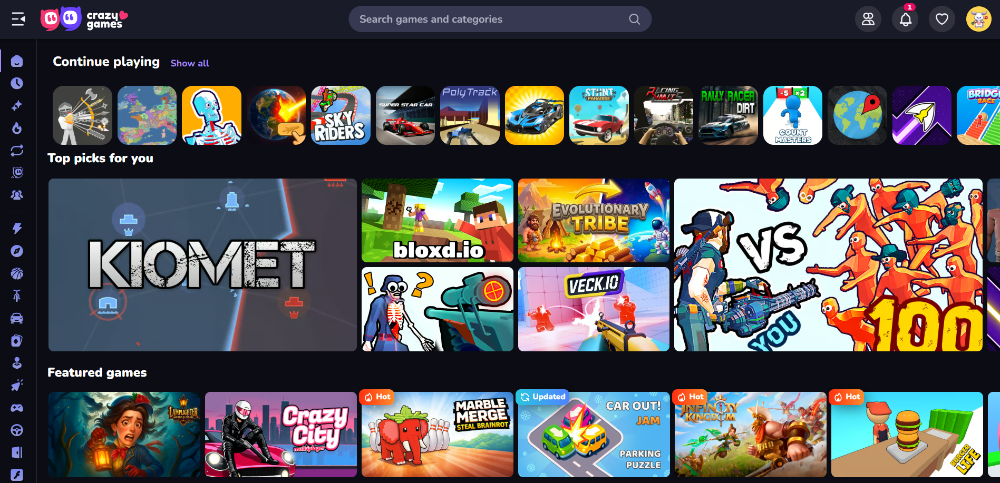 crazy
games
Search games and categories
1
Continue playing
Show all
SKY
RIDERS
SUPER STAR CAR
PolyTrack
STUNT
PARADISE
RACING
LIMITS
RALLY RACER
DIRT
-5
x2
COUNT
MASTERS
BRIDGE
RACE
Top picks for you
KIOMET
bloxd.io
EVOLUTIONARY
TRIBE
! ?
VECK.IO
VS
YOU
100
Featured games
LAMPLIGHTER
MERGE & MAGIC
Crazy
City
multiplayer
Hot
MARBLE
MERGE
STEAL BRAINROT
Updated
CAR OUT!
JAM
PARKING
PUZZLE
Hot
INFINITY
KINGDOM
Hot
BURGER
LIFE